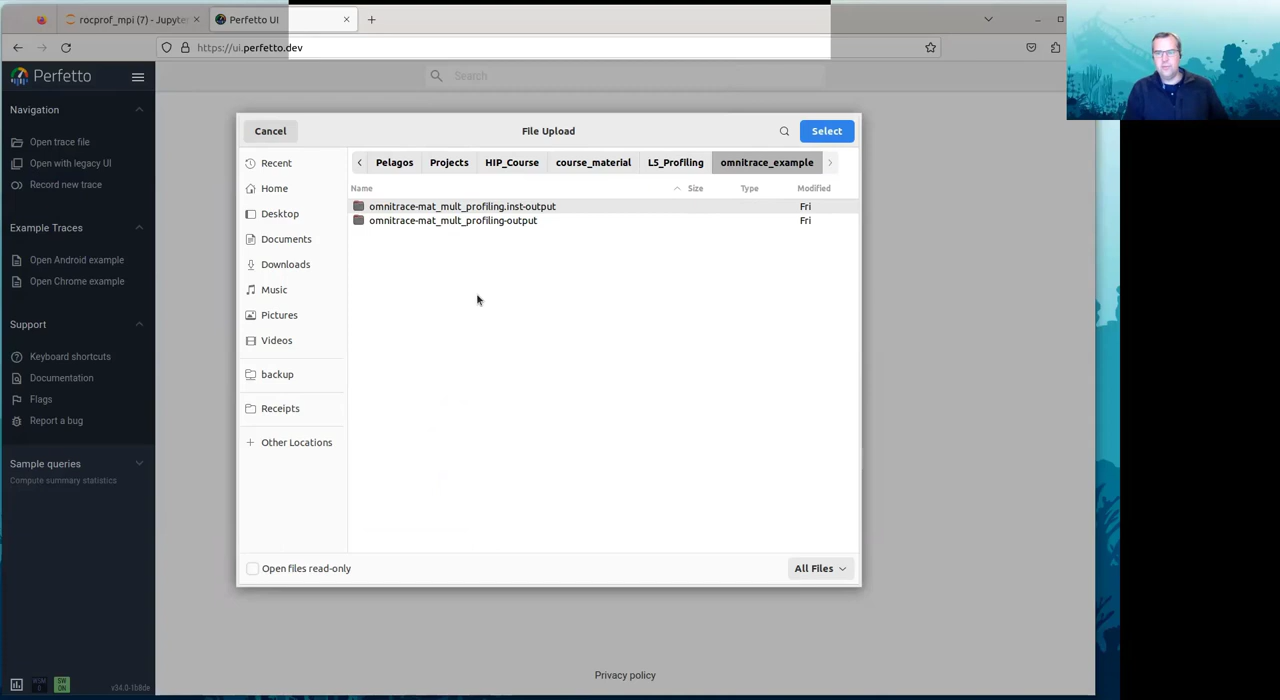 rocprof_mpi (7) - Jupyte
Perfetto UI
https://ui.perfetto.dev
Perfetto
Search
Navigation
Open trace file
Open with legacy UI
Record new trace
Example Traces
Open Android example
Open Chrome example
Support
Keyboard shortcuts
Documentation
Flags
Report a bug
Sample queries
Compute summary statistics
v34.0-1b8de
Cancel
File Upload
Select
Recent
Home
Desktop
Documents
Downloads
Music
Pictures
Videos
backup
Receipts
Other Locations
Pelagos
Projects
HIP_Course
course_material
L5_Profiling
omnitrace_example
Name
Size
Type
Modified
omnitrace-mat_mult_profiling.inst-output
Fri
omnitrace-mat_mult_profiling-output
Fri
Open files read-only
All Files
Privacy policy